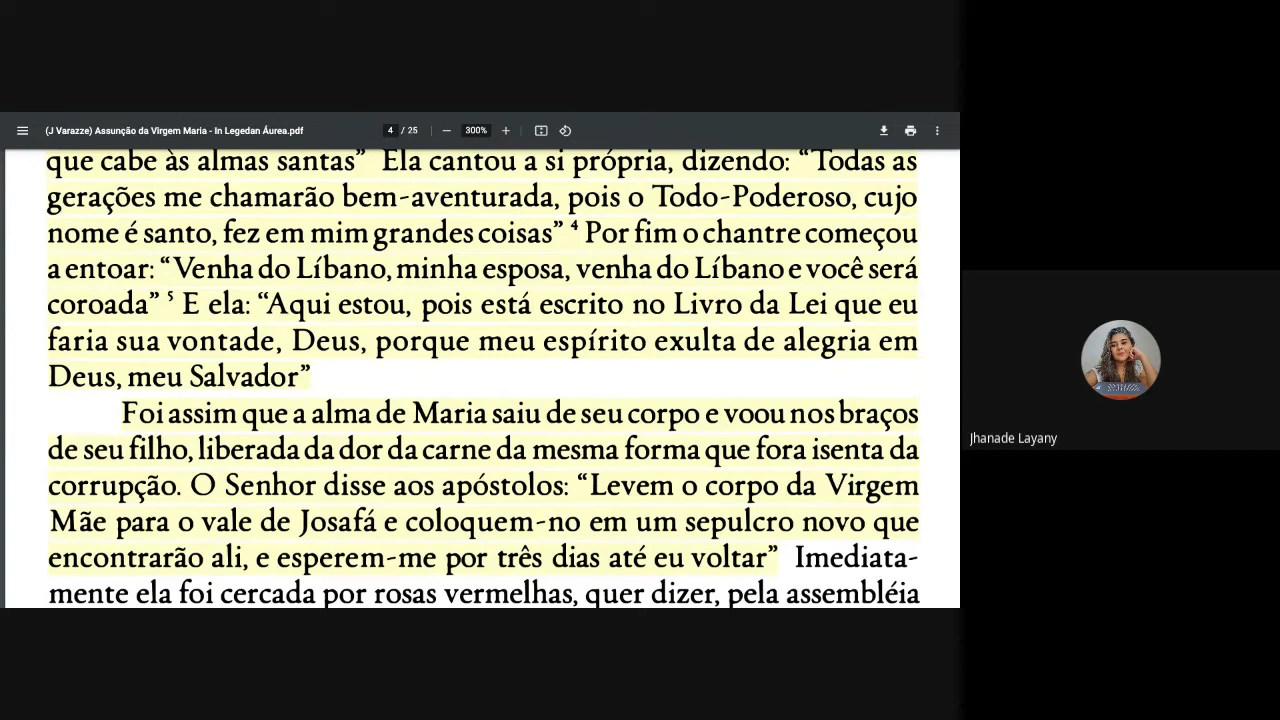 (J Varazze) Assunção da Virgem Maria - In Legedan Áurea.pdf 4 / 25 300%
que cabe às almas santas” Ela cantou a si própria, dizendo: “Todas as
gerações me chamarão bem-aventurada, pois o Todo-Poderoso, cujo
nome é santo, fez em mim grandes coisas” ⁴ Por fim o chantre começou
a entoar: “Venha do Líbano, minha esposa, venha do Líbano e você será
coroada” ⁵ E ela: “Aqui estou, pois está escrito no Livro da Lei que eu
faria sua vontade, Deus, porque meu espírito exulta de alegria em
Deus, meu Salvador”
Foi assim que a alma de Maria saiu de seu corpo e voou nos braços
de seu filho, liberada da dor da carne da mesma forma que fora isenta da
corrupção. O Senhor disse aos apóstolos: “Levem o corpo da Virgem
Mãe para o vale de Josafá e coloquem-no em um sepulcro novo que
encontrarão ali, e esperem-me por três dias até eu voltar” Imediata-
mente ela foi cercada por rosas vermelhas, quer dizer, pela assembléia
Jhanade Layany